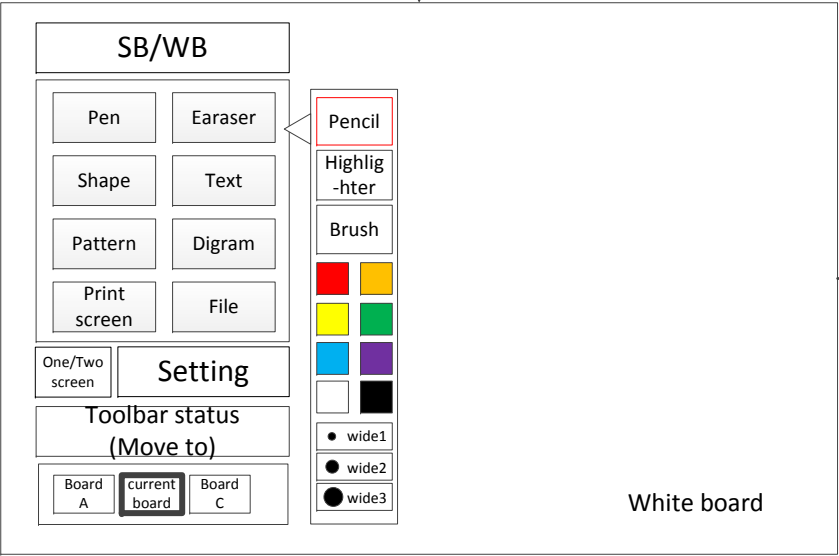 SB/WB
Pen
Earaser
Shape
Text
Pattern
Digram
Print
screen
File
One/Two
screen
Setting
Toolbar status
(Move to)
Board
A
current
board
Board
C
Pencil
Highlig
-hter
Brush
wide1
wide2
wide3
White board